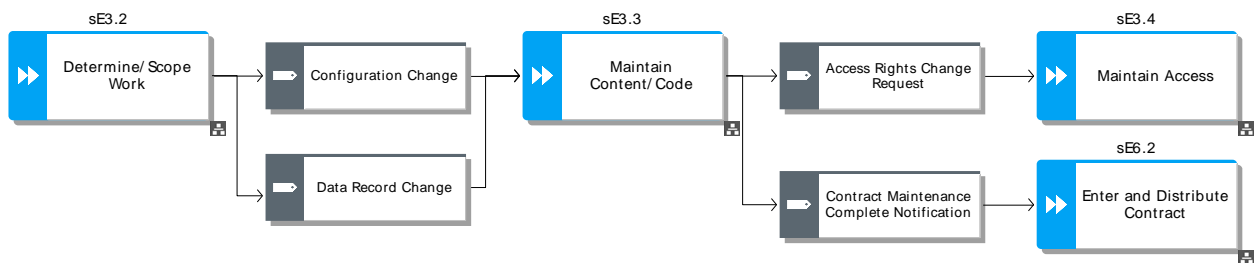 sE3.2
Determine/ Scope
Work
Configuration Change
Data Record Change
sE3.3
Maintain
Content/ Code
Access Rights Change
Request
Contract Maintenance
Complete Notification
sE3.4
Maintain Access
sE6.2
Enter and Distribute
Contract